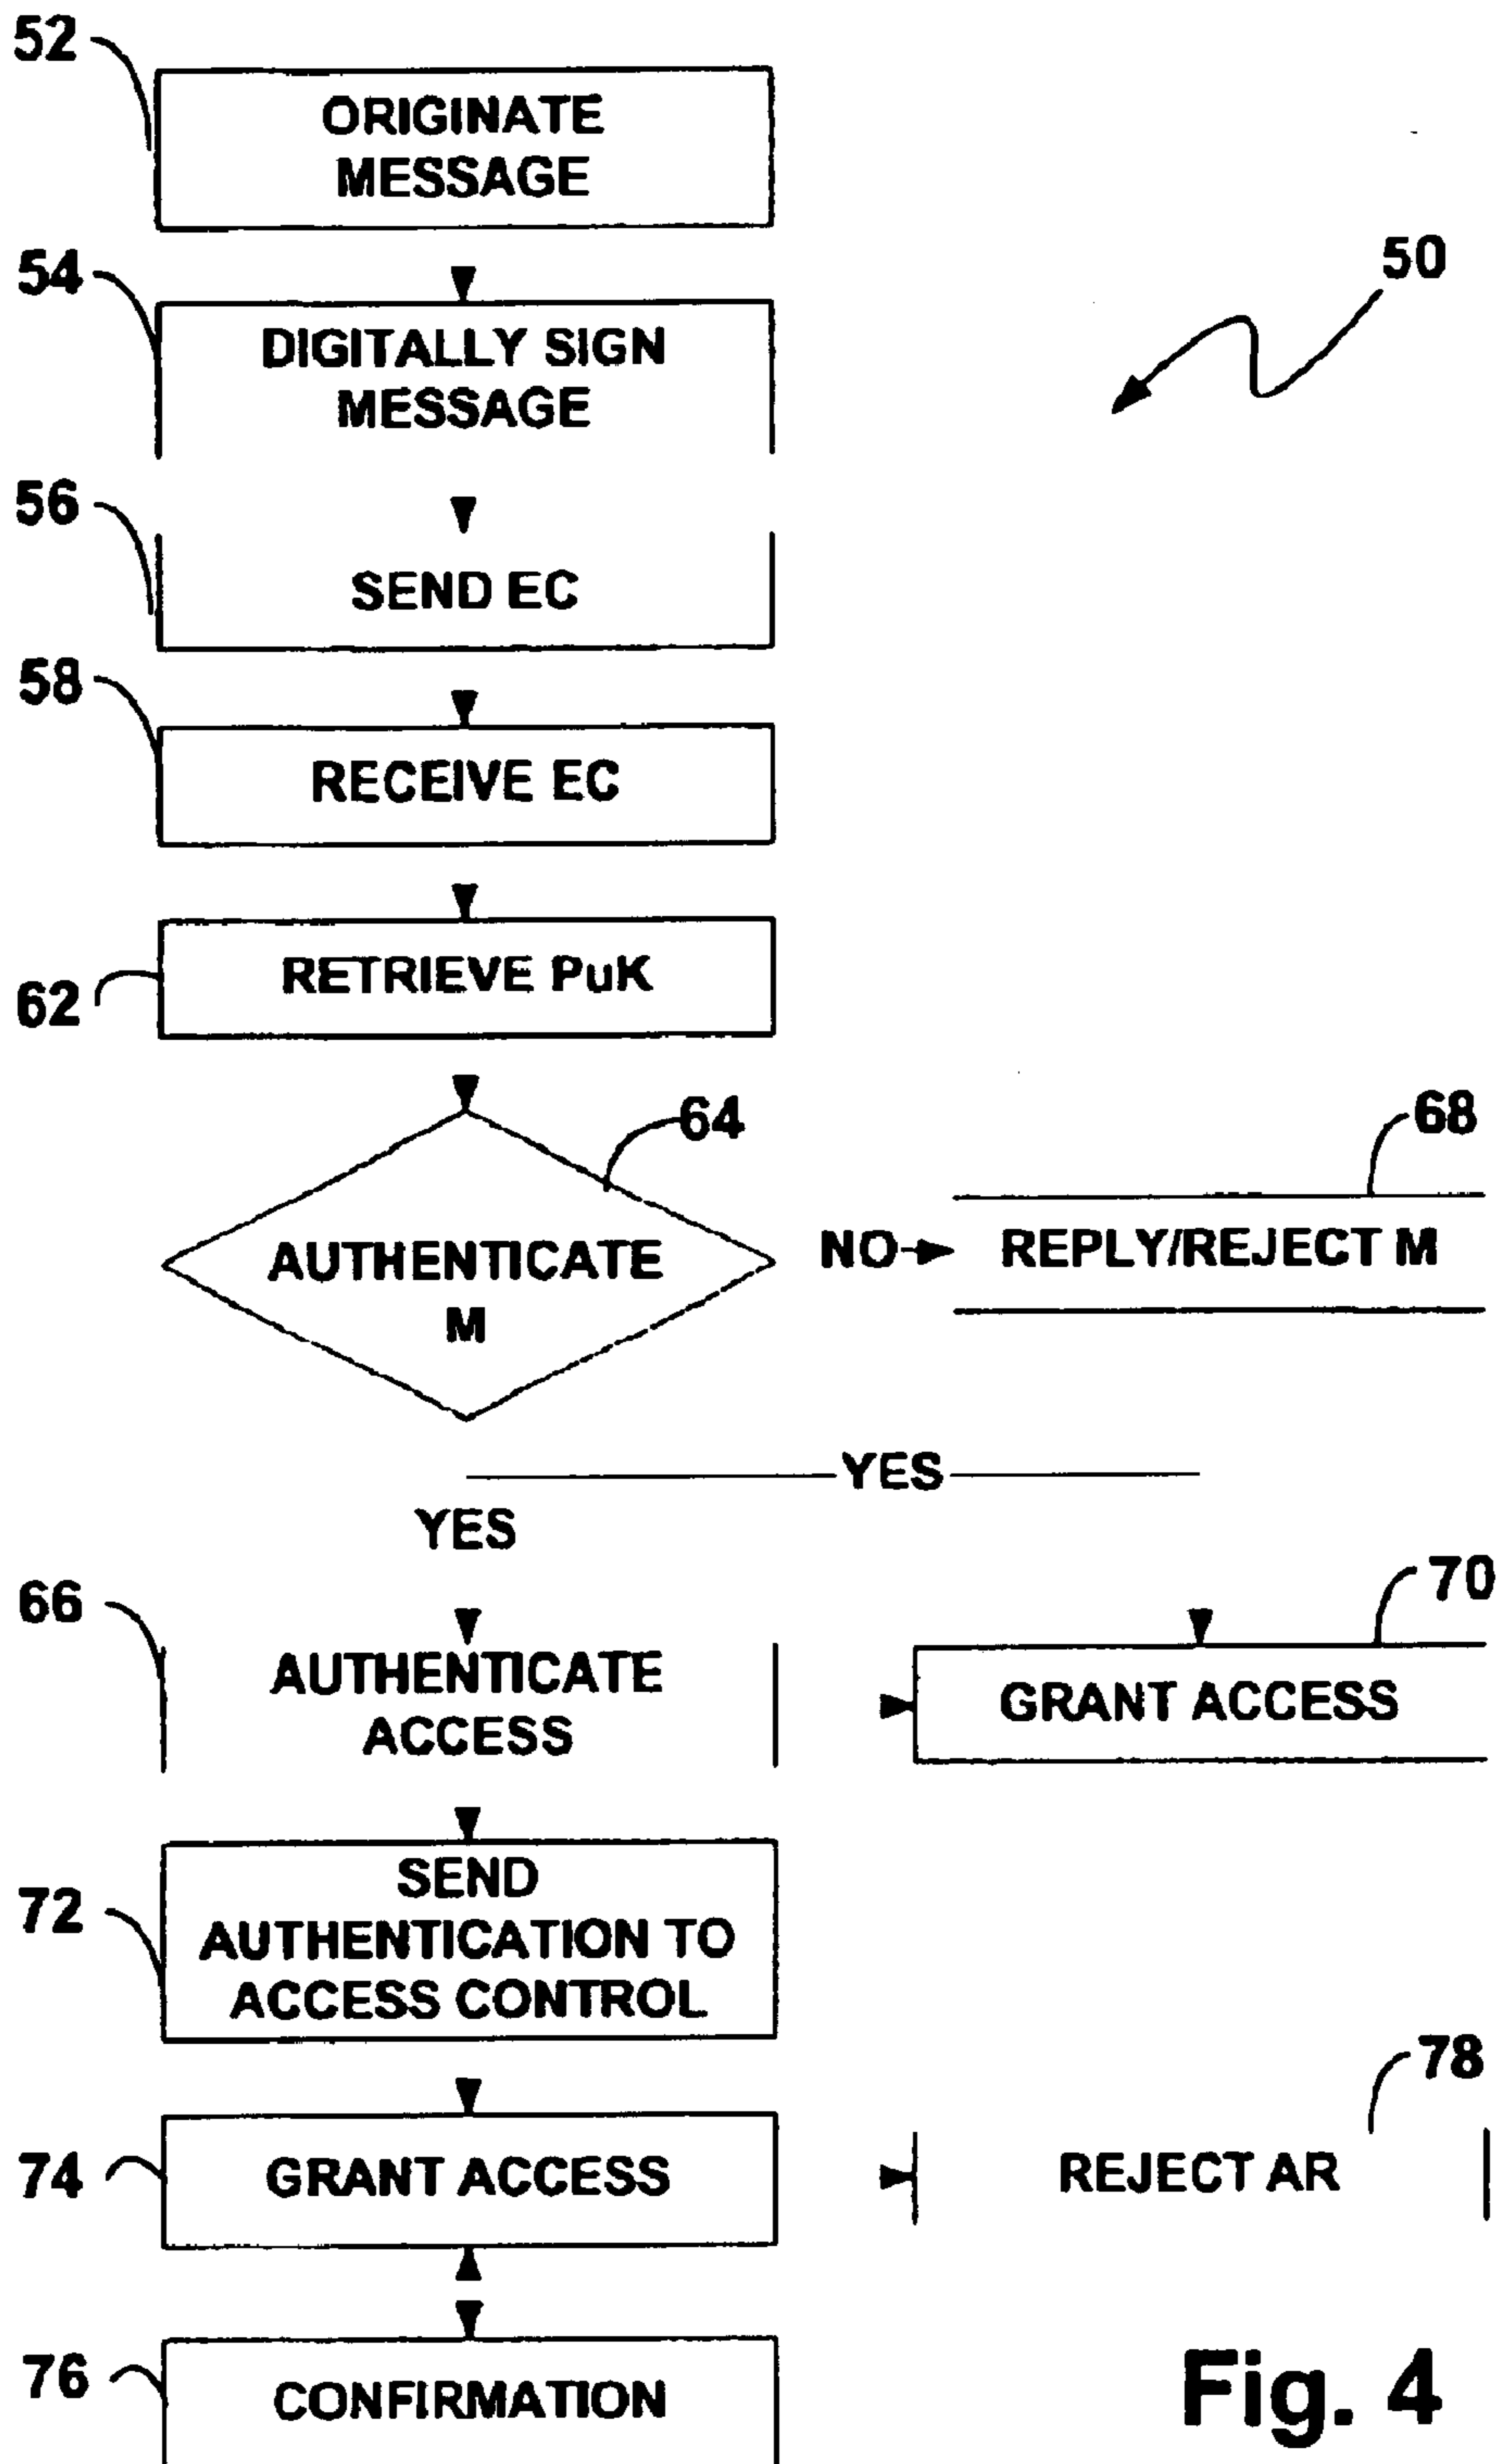 52
ORIGINATE
MESSAGE
54
50
DIGITALLY SIGN
MESSAGE
56
SEND EC
58
RECEIVE EC
RETRIEVE PuK
62
64
68
AUTHENTICATE
M
NO
REPLY/REJECT M
YES
YES
66
70
AUTHENTICATE
ACCESS
GRANT ACCESS
72
SEND
AUTHENTICATION TO
ACCESS CONTROL
78
74
GRANT ACCESS
REJECT AR
76
CONFIRMATION
Fig. 4